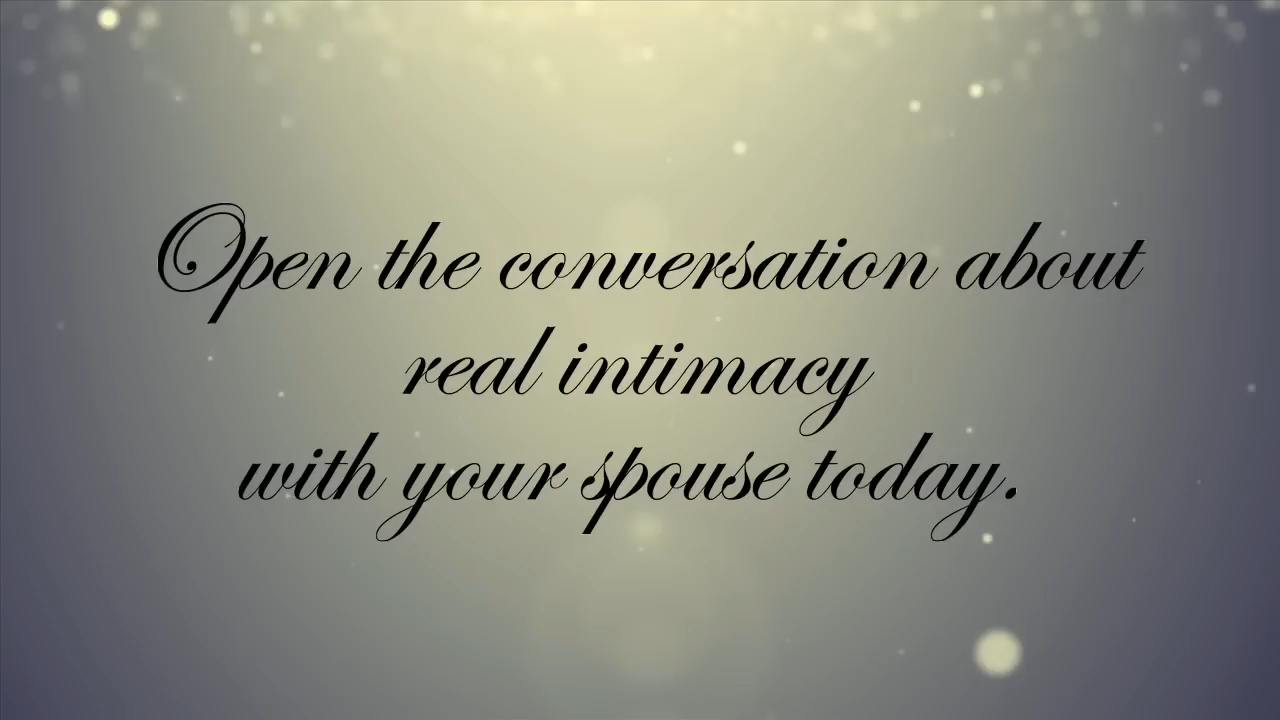 Open the conversation about
real intimacy
with your spouse today.